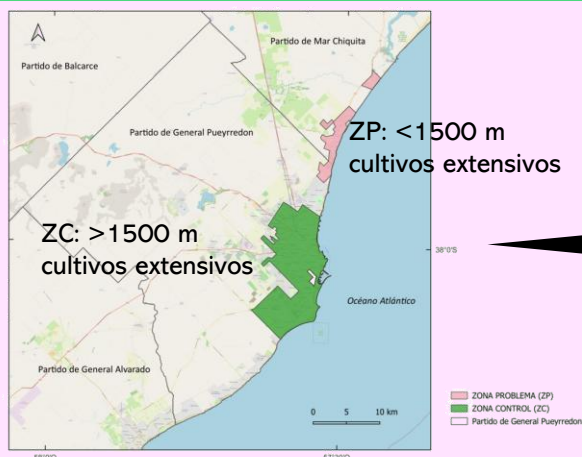 Partido de Mar Chiquita
Partido de Balcarce
Partido de General Pueyrredon
ZP: <1500 m
cultivos extensivos
ZC: >1500 m
cultivos extensivos
38°0'S
Océano Atlántico
Partido de General Alvarado
ZONA PROBLEMA (ZP)
ZONA CONTROL (ZC)
Partido de General Pueyrredon
0 5 10 km